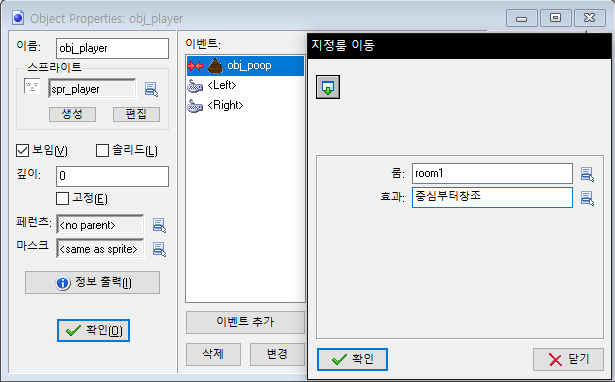 Object Properties: obj_player
이름:
obj_player
스프라이트
spr_player
생성
편집
보임(V)
솔리드(L)
깊이:
0
고정(E)
페런츠:
<no parent>
마스크
<same as sprite>
정보 출력(I)
확인(O)
이벤트:
obj_poop
<Left>
<Right>
이벤트 추가
삭제
변경
지정룸 이동
룸:
room1
효과:
중심부터창조
확인
닫기